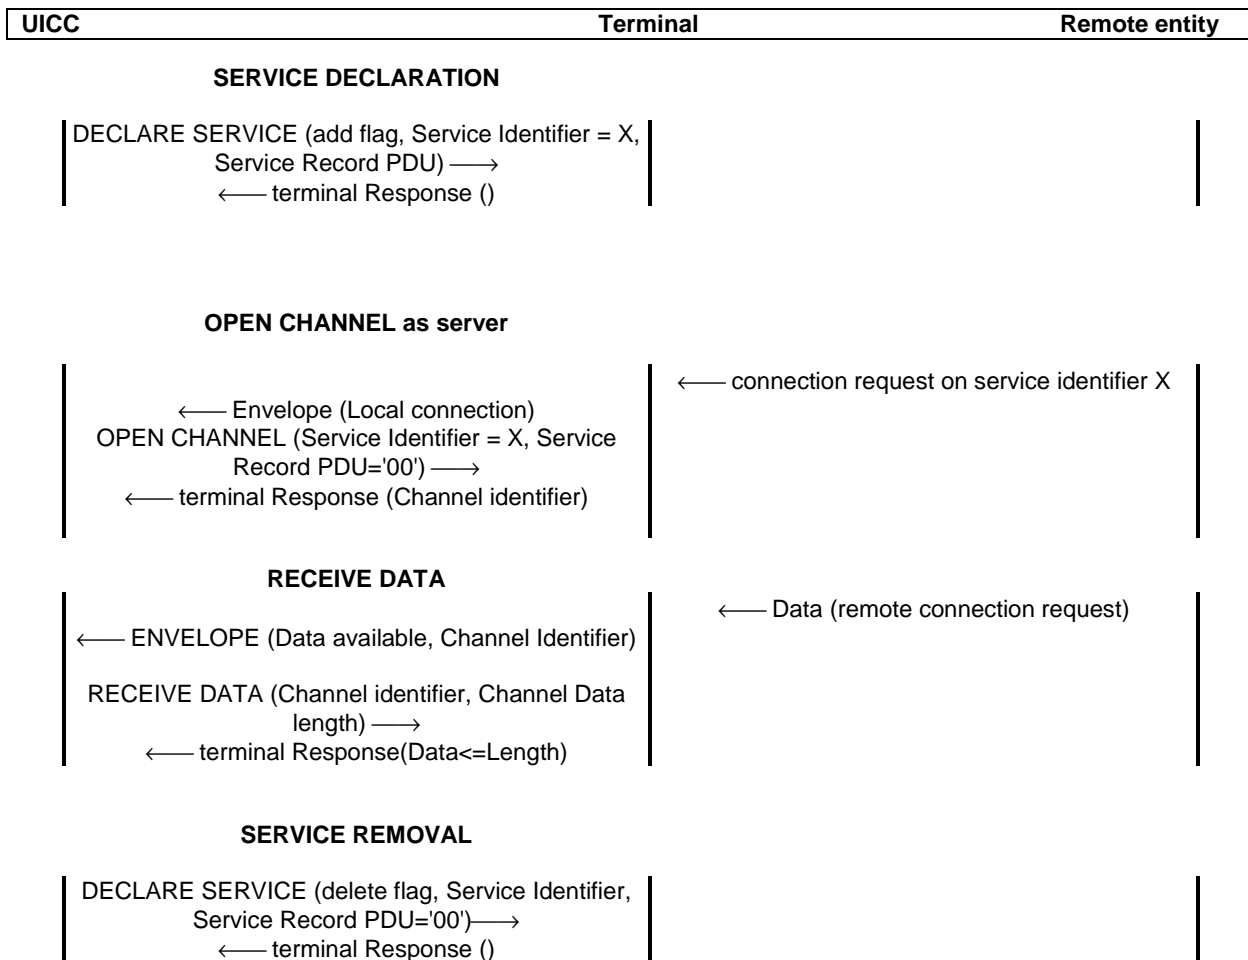 UICC Terminal Remote entity
SERVICE DECLARATION
DECLARE SERVICE (add flag, Service Identifier = X,
Service Record PDU) ⟶
⟵ terminal Response ()
OPEN CHANNEL as server
⟵ connection request on service identifier X
⟵ Envelope (Local connection)
OPEN CHANNEL (Service Identifier = X, Service
Record PDU='00') ⟶
⟵ terminal Response (Channel identifier)
RECEIVE DATA
⟵ Data (remote connection request)
⟵ ENVELOPE (Data available, Channel Identifier)
RECEIVE DATA (Channel identifier, Channel Data
length) ⟶
⟵ terminal Response(Data<=Length)
SERVICE REMOVAL
DECLARE SERVICE (delete flag, Service Identifier,
Service Record PDU='00')⟶
⟵ terminal Response ()